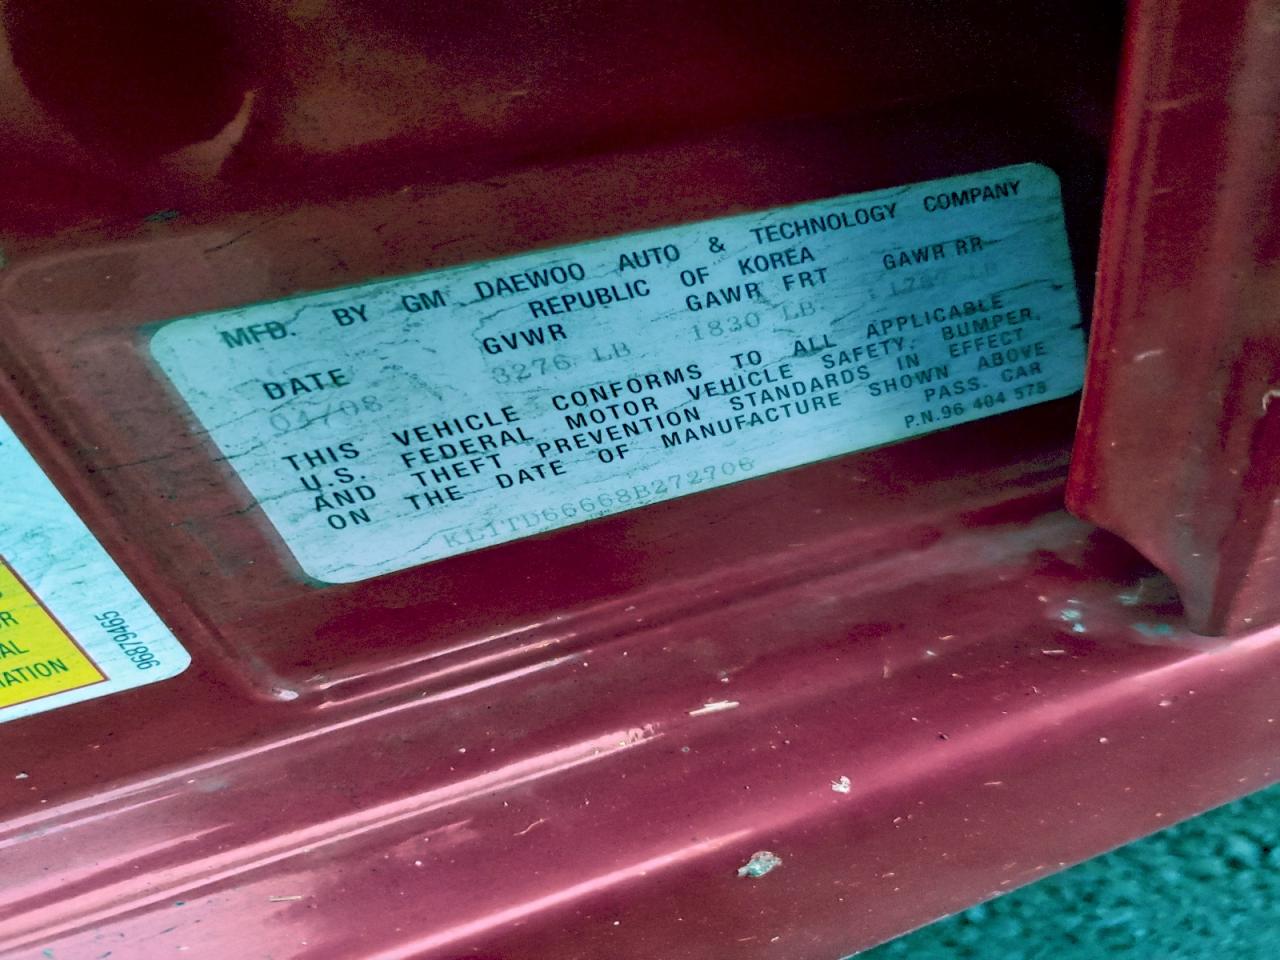 MFD. BY GM DAEWOO AUTO & TECHNOLOGY COMPANY
REPUBLIC OF KOREA
DATE GVWR GAWR FRT GAWR RR
04/08 3276 LB 1830 LB
THIS VEHICLE CONFORMS TO ALL APPLICABLE
U.S. FEDERAL MOTOR VEHICLE SAFETY, BUMPER,
AND THEFT PREVENTION STANDARDS IN EFFECT
ON THE DATE OF MANUFACTURE SHOWN ABOVE
PASS. CAR
P.N.96 404 578
KL1TD66668B272706
96879465